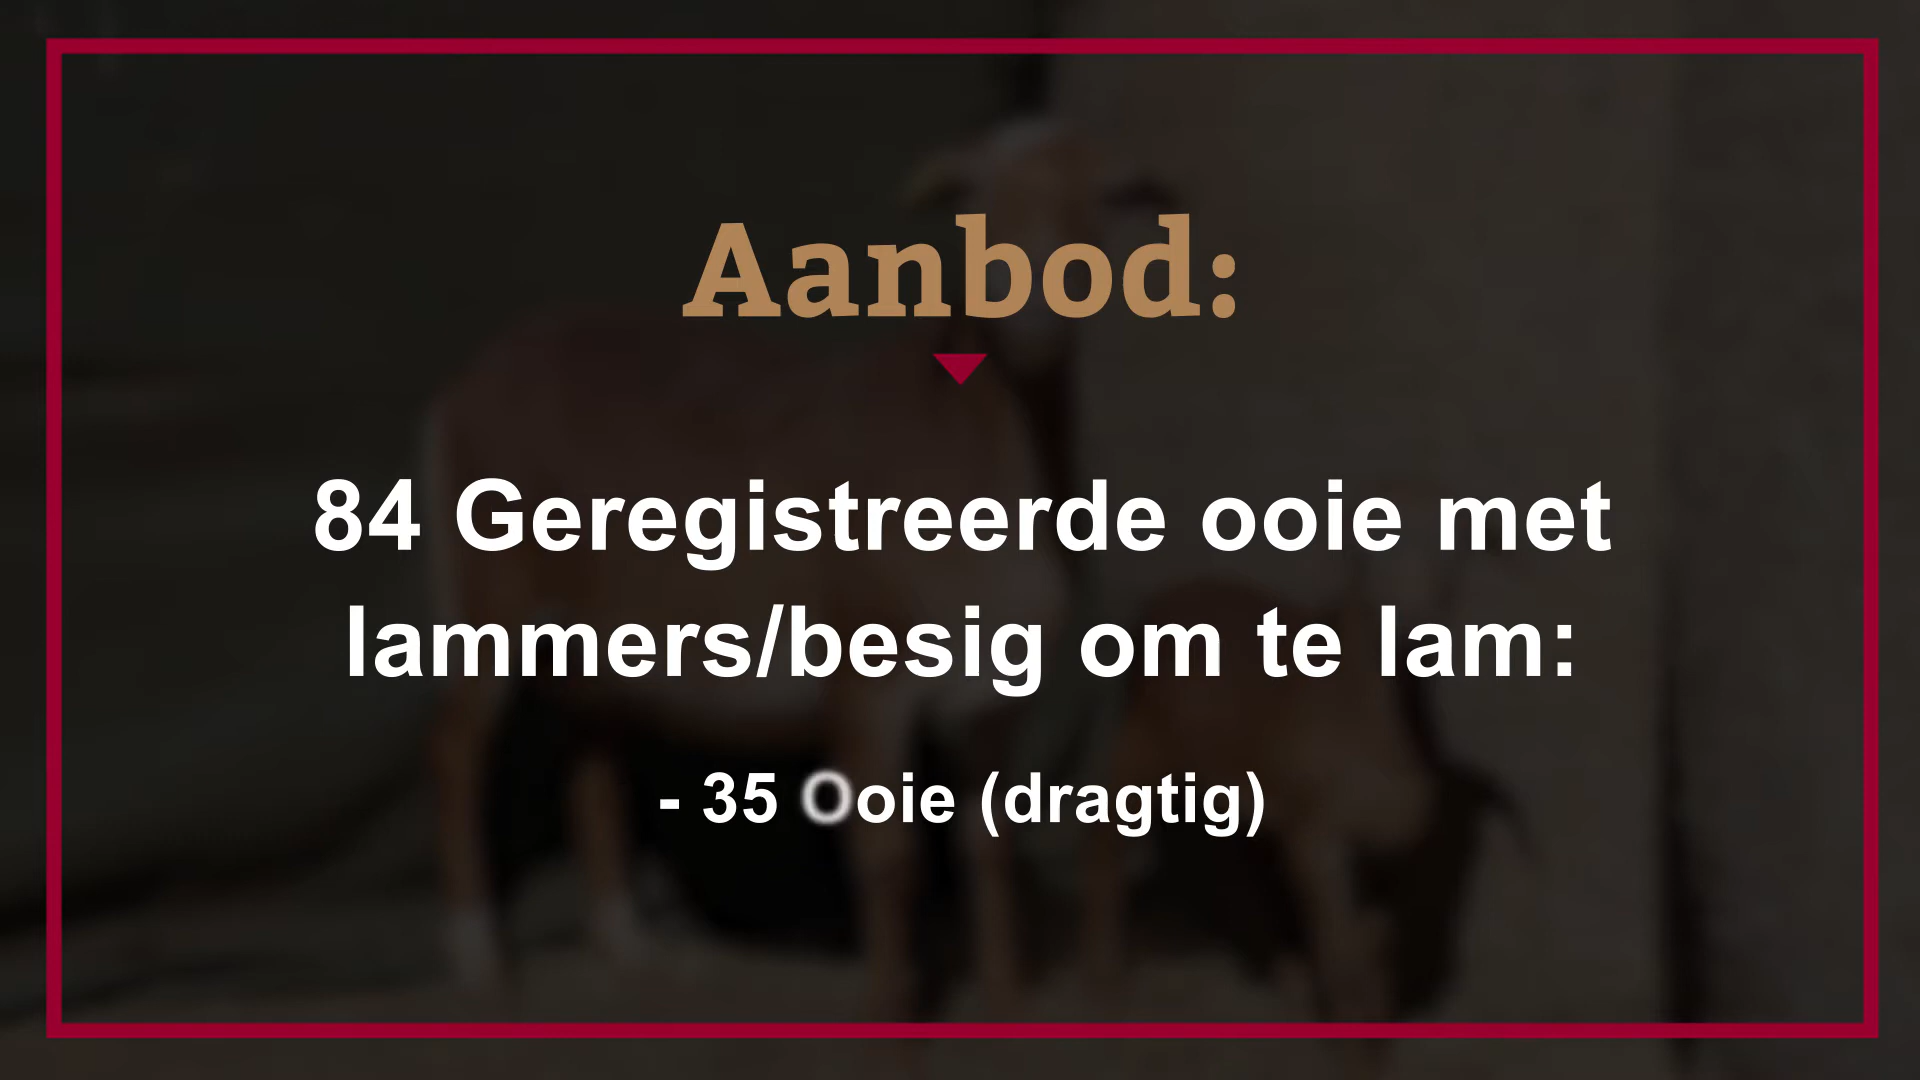 Aanbod:
84 Geregistreerde ooie met
lammers/besig om te lam:
- 35 Ooie (dragtig)